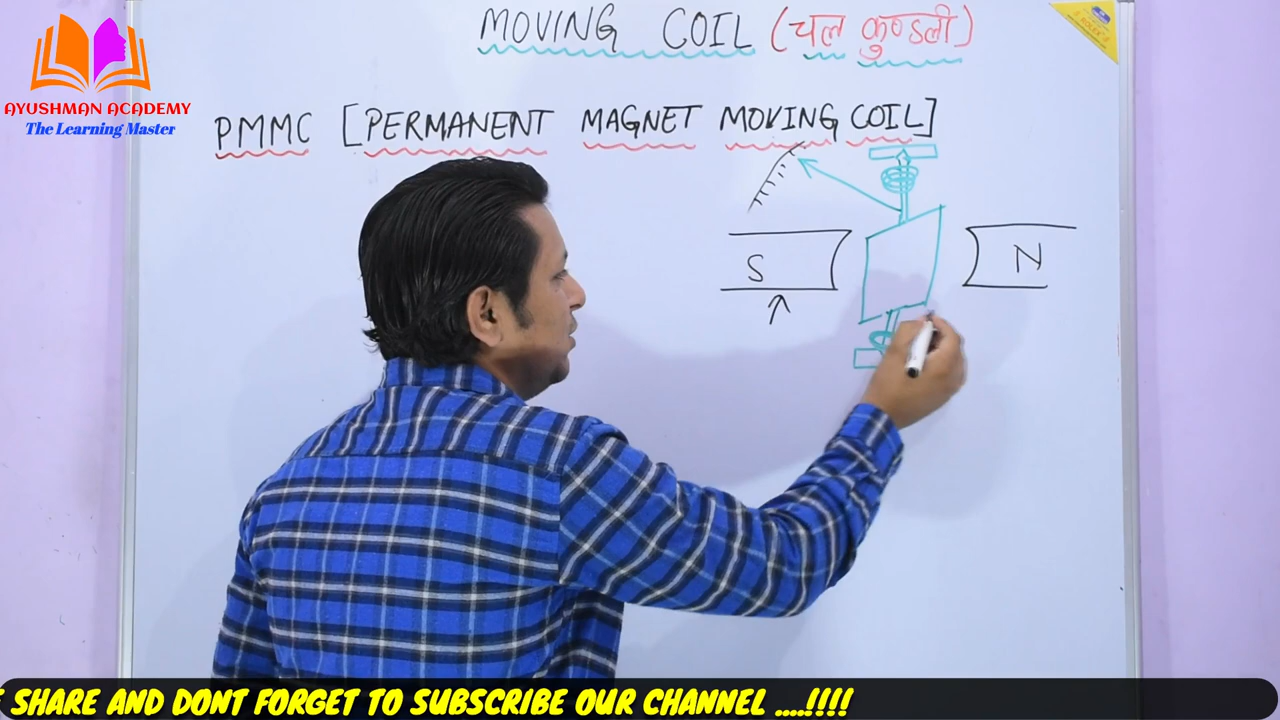 MOVING COIL (चल कुण्डली)
AYUSHMAN ACADEMY
The Learning Master
PMMC [PERMANENT MAGNET MOVING COIL]
S
N
SHARE AND DONT FORGET TO SUBSCRIBE OUR CHANNEL ....!!!!